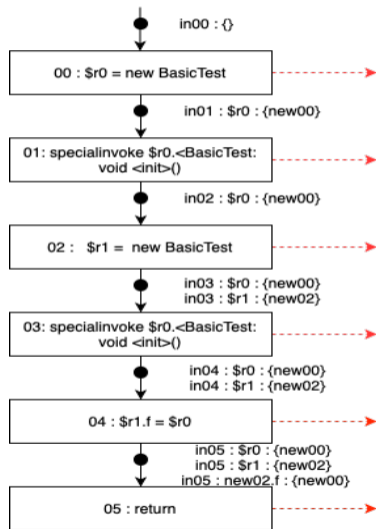 in00 : {}
00 : $r0 = new BasicTest
in01 : $r0 : {new00}
01: specialinvoke $r0.<BasicTest:
void <init>()
in02 : $r0 : {new00}
02 : $r1 = new BasicTest
in03 : $r0 : {new00}
in03 : $r1 : {new02}
03: specialinvoke $r0.<BasicTest:
void <init>()
in04 : $r0 : {new00}
in04 : $r1 : {new02}
04 : $r1.f = $r0
in05 : $r0 : {new00}
in05 : $r1 : {new02}
in05 : new02.f : {new00}
05 : return